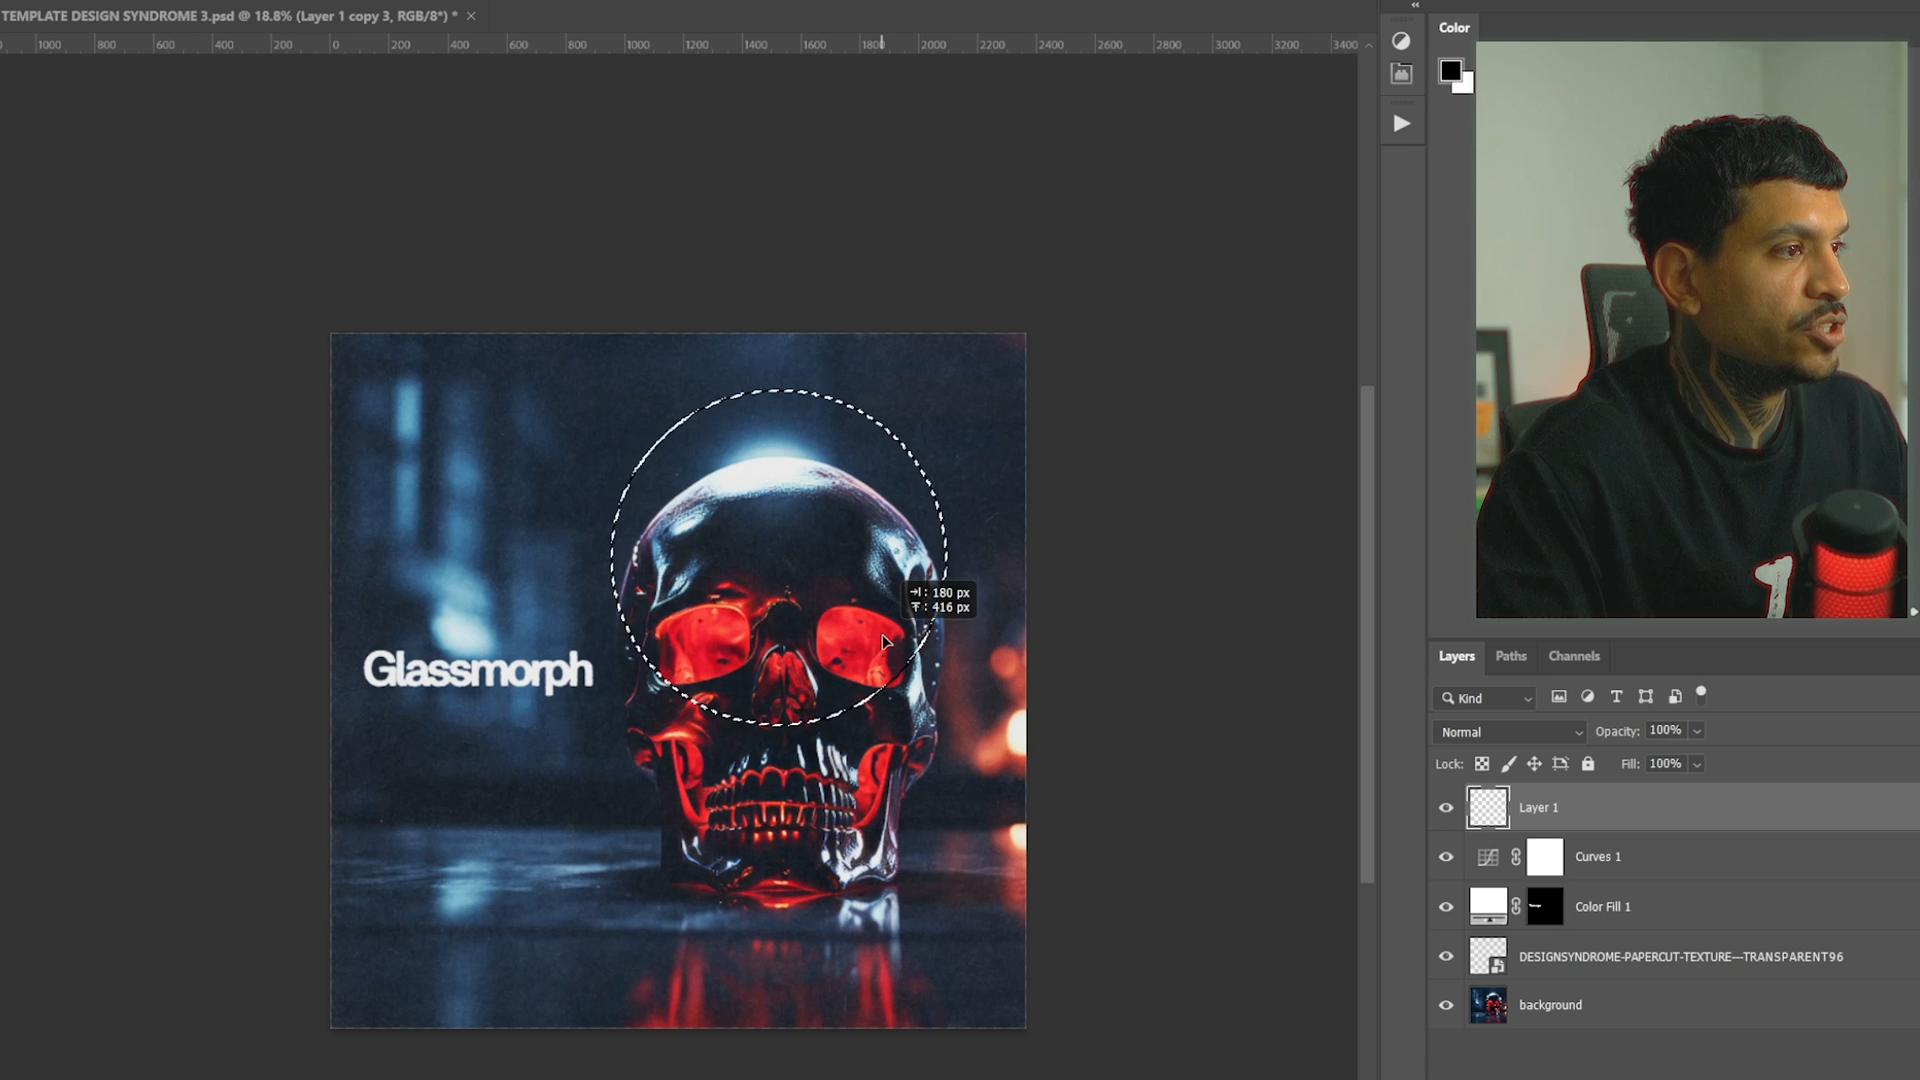 TEMPLATE DESIGN SYNDROME 3.psd @ 18.8% (Layer 1 copy 3, RGB/8*) *
1000 800 600 400 200 0 200 400 600 800 1000 1200 1400 1600 1800 2000 2200 2400 2600 2800 3000 3200 3400
Color
180 px
416 px
Glassmorph
1
Layers Paths Channels
Kind
Normal Opacity: 100%
Lock: Fill: 100%
Layer 1
Curves 1
Color Fill 1
DESIGNSYNDROME-PAPERCUT-TEXTURE---TRANSPARENT96
background